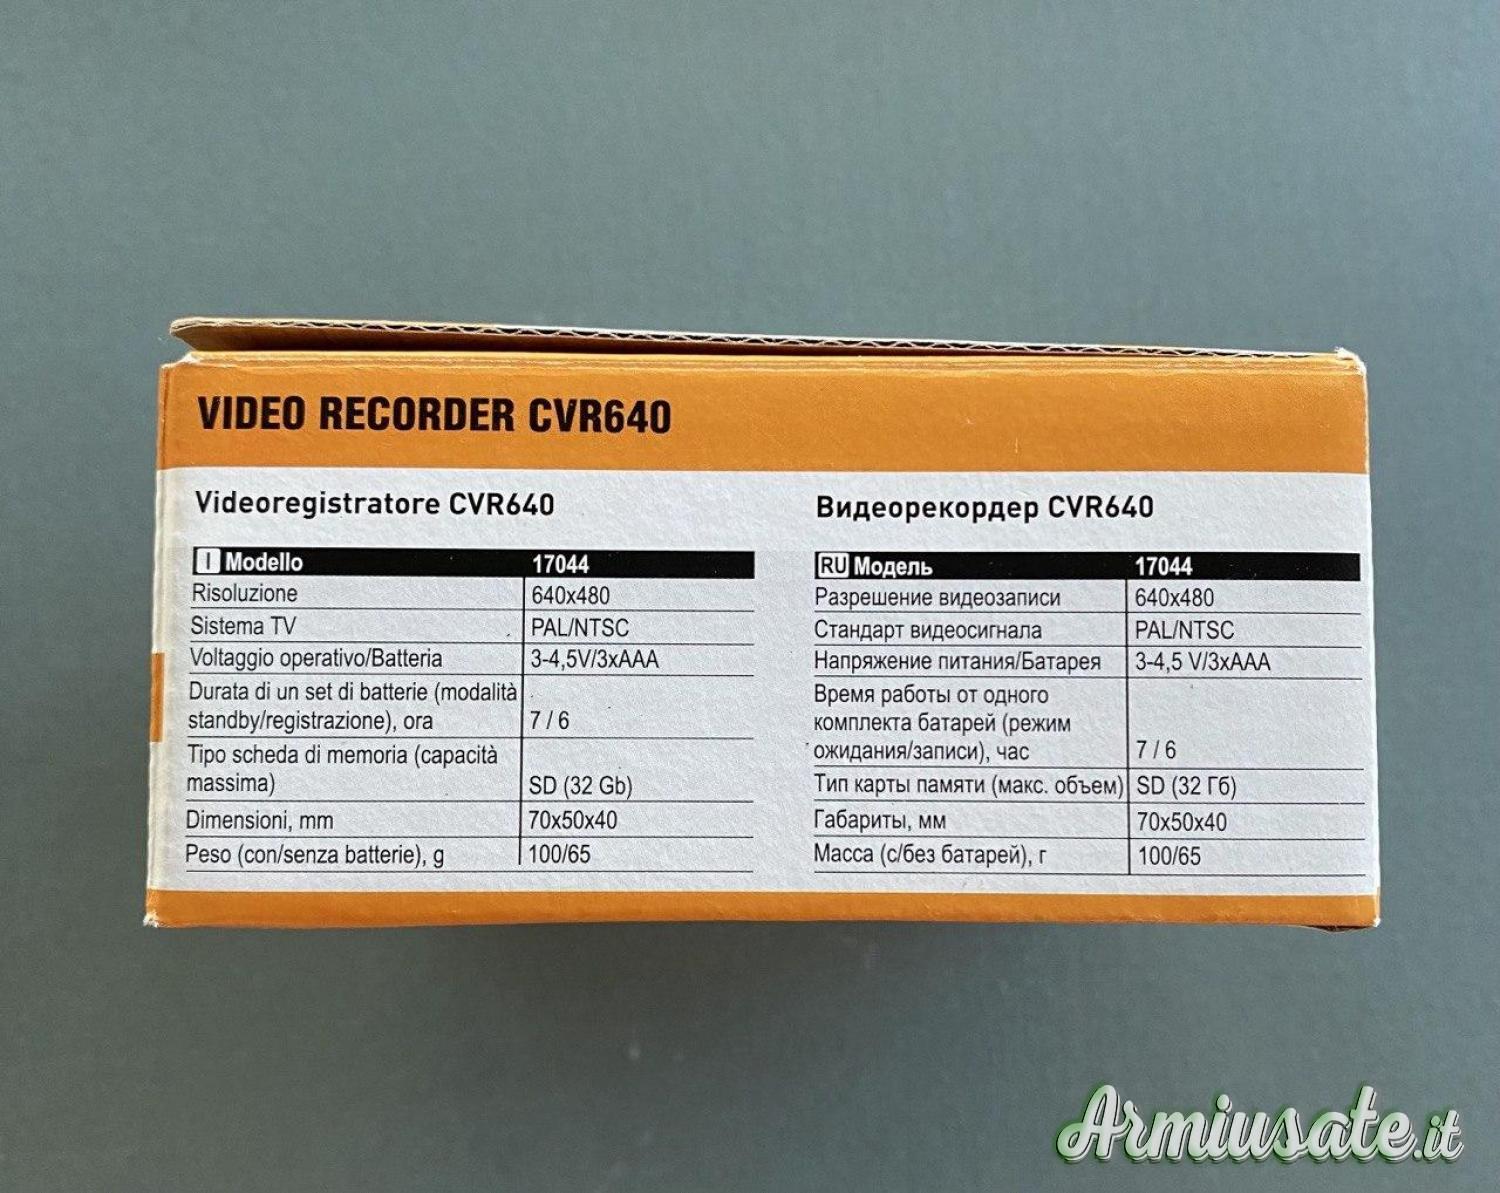 VIDEO RECORDER CVR640
Videoregistratore CVR640
I Modello 17044
Risoluzione 640x480
Sistema TV PAL/NTSC
Voltaggio operativo/Batteria 3-4,5V/3xAAA
Durata di un set di batterie (modalità
standby/registrazione), ora 7 / 6
Tipo scheda di memoria (capacità
massima) SD (32 Gb)
Dimensioni, mm 70x50x40
Peso (con/senza batterie), g 100/65
Видеорекордер CVR640
RU Модель 17044
Разрешение видеозаписи 640x480
Стандарт видеосигнала PAL/NTSC
Напряжение питания/Батарея 3-4,5 V/3xAAA
Время работы от одного
комплекта батарей (режим
ожидания/записи), час 7 / 6
Тип карты памяти (макс. объем) SD (32 Гб)
Габариты, мм 70x50x40
Масса (с/без батарей), г 100/65
Armiusate.it